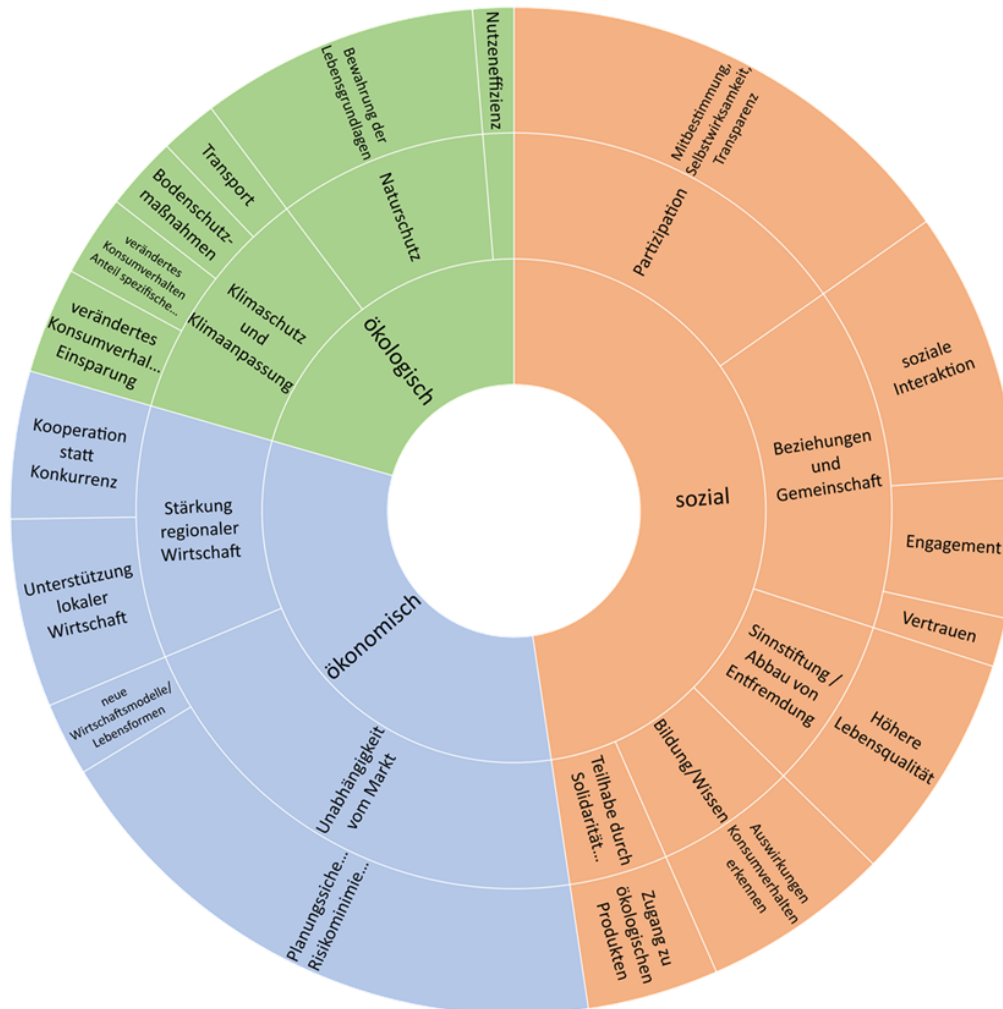 sozial
Partizipation
Mitbestimmung,
Selbstwirksamkeit,
Transparenz
Beziehungen
und
Gemeinschaft
soziale
Interaktion
Engagement
Vertrauen
Sinnstiftung /
Abbau von
Entfremdung
Höhere
Lebensqualität
Bildung/Wissen
Auswirkungen
Konsumverhalten
erkennen
Teilhabe durch
Solidarität...
Zugang zu
ökologischen
Produkten
ökonomisch
Unabhängigkeit
vom Markt
Planungssiche...
Risikominimie...
neue
Wirtschaftsmodelle/
Lebensformen
Stärkung
regionaler
Wirtschaft
Unterstützung
lokaler
Wirtschaft
Kooperation
statt
Konkurrenz
ökologisch
Klimaschutz
und
Klimaanpassung
verändertes
Konsumverhal...
Einsparung
verändertes
Konsumverhalten
Anteil spezifische...
Bodenschutz-
maßnahmen
Transport
Naturschutz
Bewahrung der
Lebensgrundlagen
Nutzeneffizienz